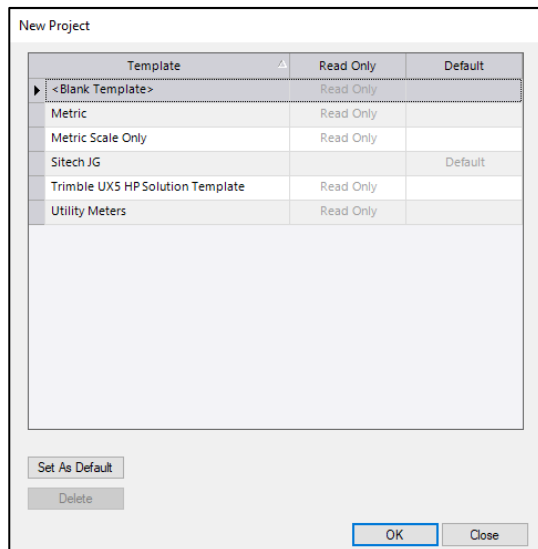 New Project
Template Read Only Default
<Blank Template> Read Only
Metric Read Only
Metric Scale Only Read Only
Sitech JG Default
Trimble UX5 HP Solution Template Read Only
Utility Meters Read Only
Set As Default
Delete
OK Close